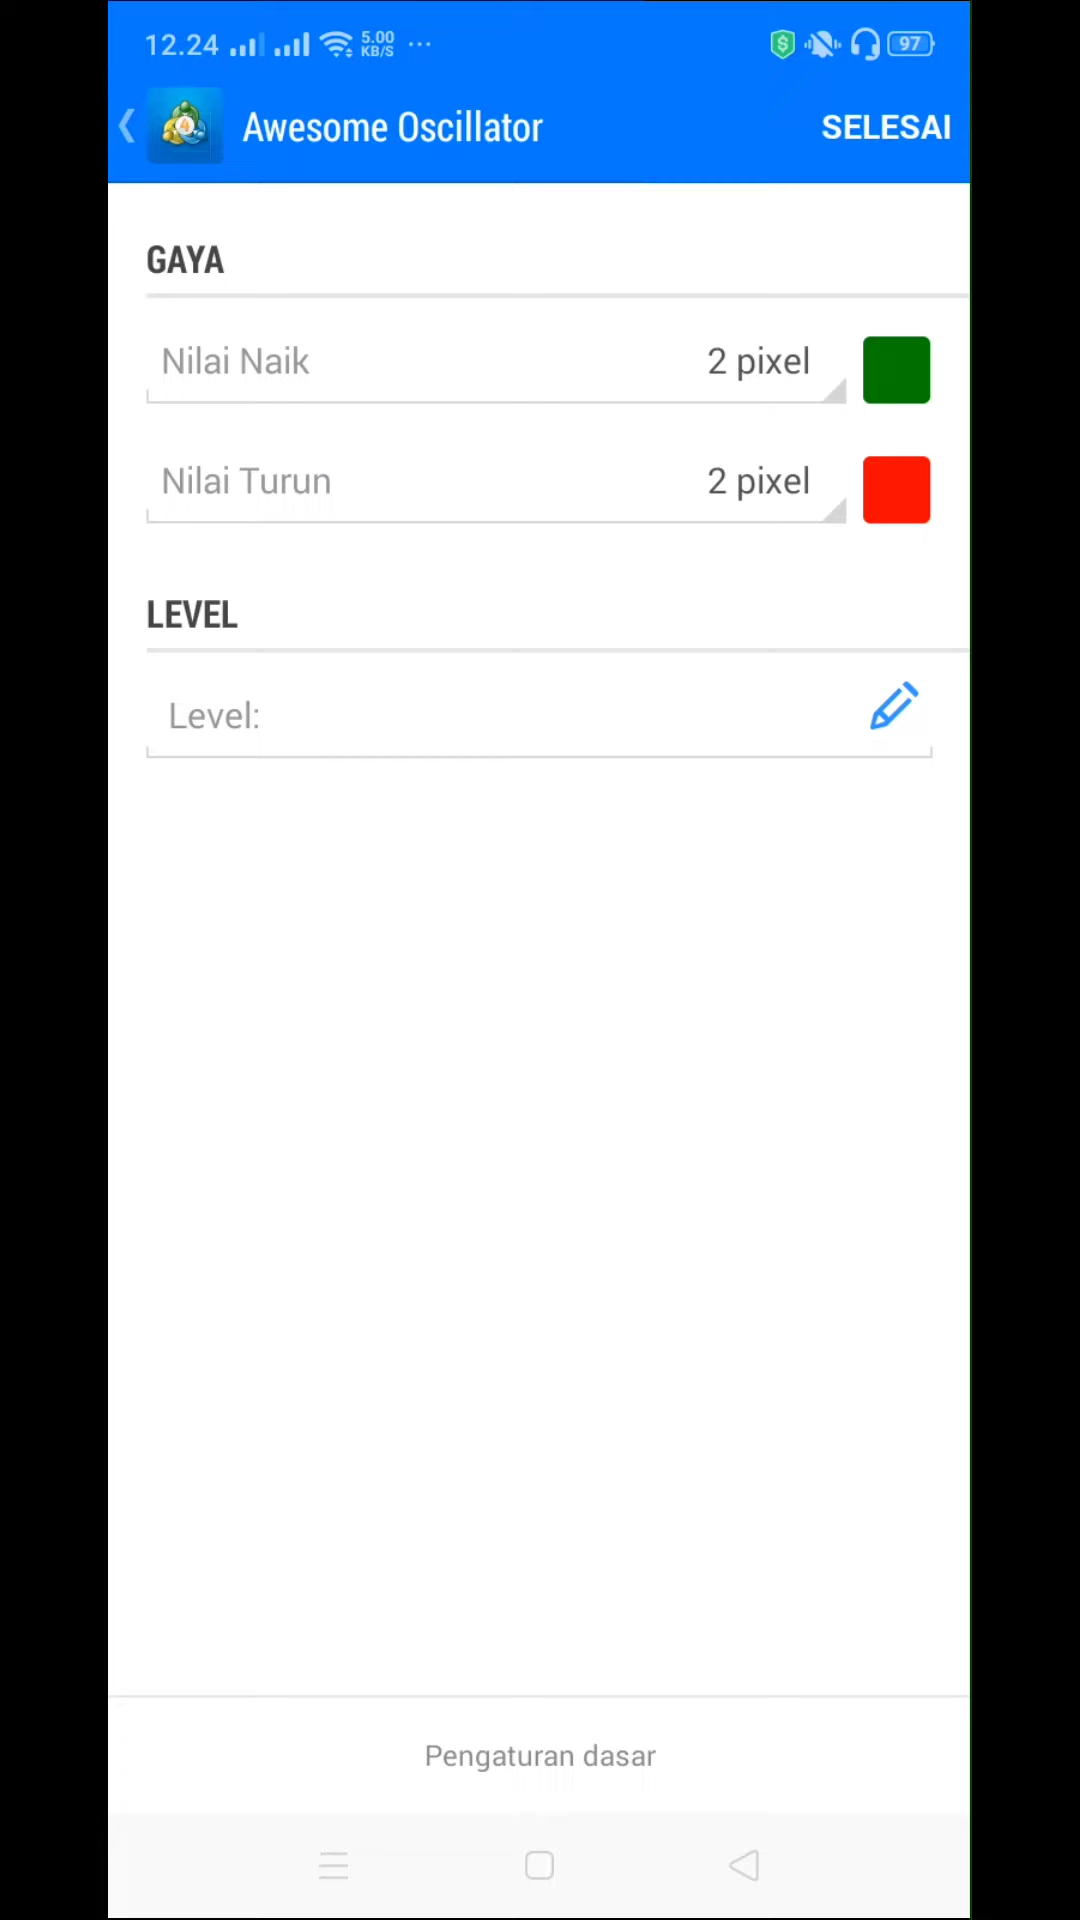 12.24 5.00 KB/S ... 97
Awesome Oscillator SELESAI
GAYA
Nilai Naik 2 pixel
Nilai Turun 2 pixel
LEVEL
Level:
Pengaturan dasar